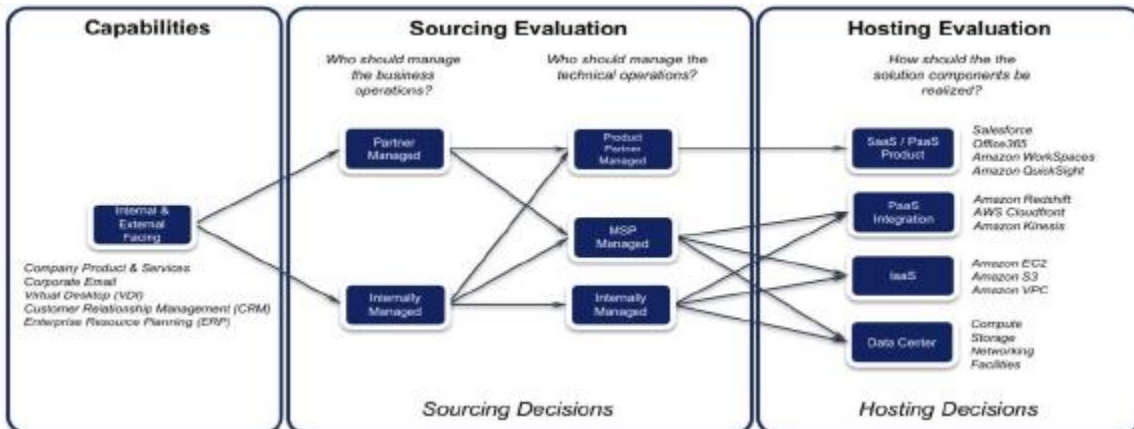 Capabilities
Internal &
External
Facing
Company Product & Services
Corporate Email
Virtual Desktop (VDI)
Customer Relationship Management (CRM)
Enterprise Resource Planning (ERP)
Sourcing Evaluation
Who should manage
the business
operations?
Who should manage the
technical operations?
Partner
Managed
Internally
Managed
Product
Partner
Managed
MSP
Managed
Internally
Managed
Sourcing Decisions
Hosting Evaluation
How should the the
solution components be
realized?
SaaS / PaaS
Product
Salesforce
Office365
Amazon WorkSpaces
Amazon QuickSight
PaaS
Integration
Amazon Redshift
AWS Cloudfront
Amazon Kinesis
IaaS
Amazon EC2
Amazon S3
Amazon VPC
Data Center
Compute
Storage
Networking
Facilities
Hosting Decisions